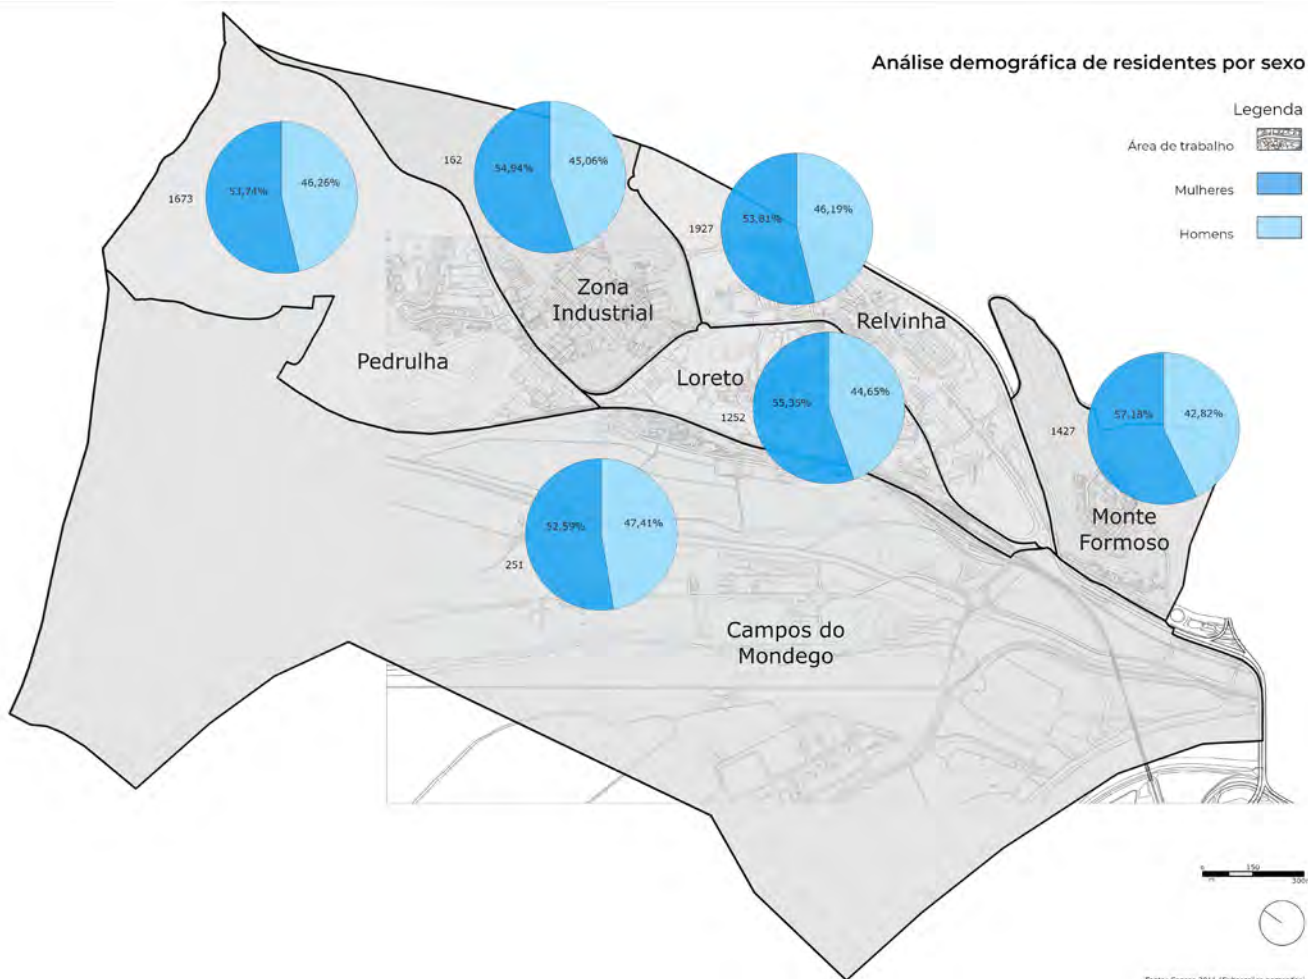 Análise demográfica de residentes por sexo
Legenda
Área de trabalho
Mulheres
Homens
1673
53,74%
46,26%
162
54,94%
45,06%
1927
53,81%
46,19%
Zona
Industrial
Relvinha
Pedrulha
Loreto
1252
55,35%
44,65%
1427
57,18%
42,82%
Monte
Formoso
251
52,59%
47,41%
Campos do
Mondego
150